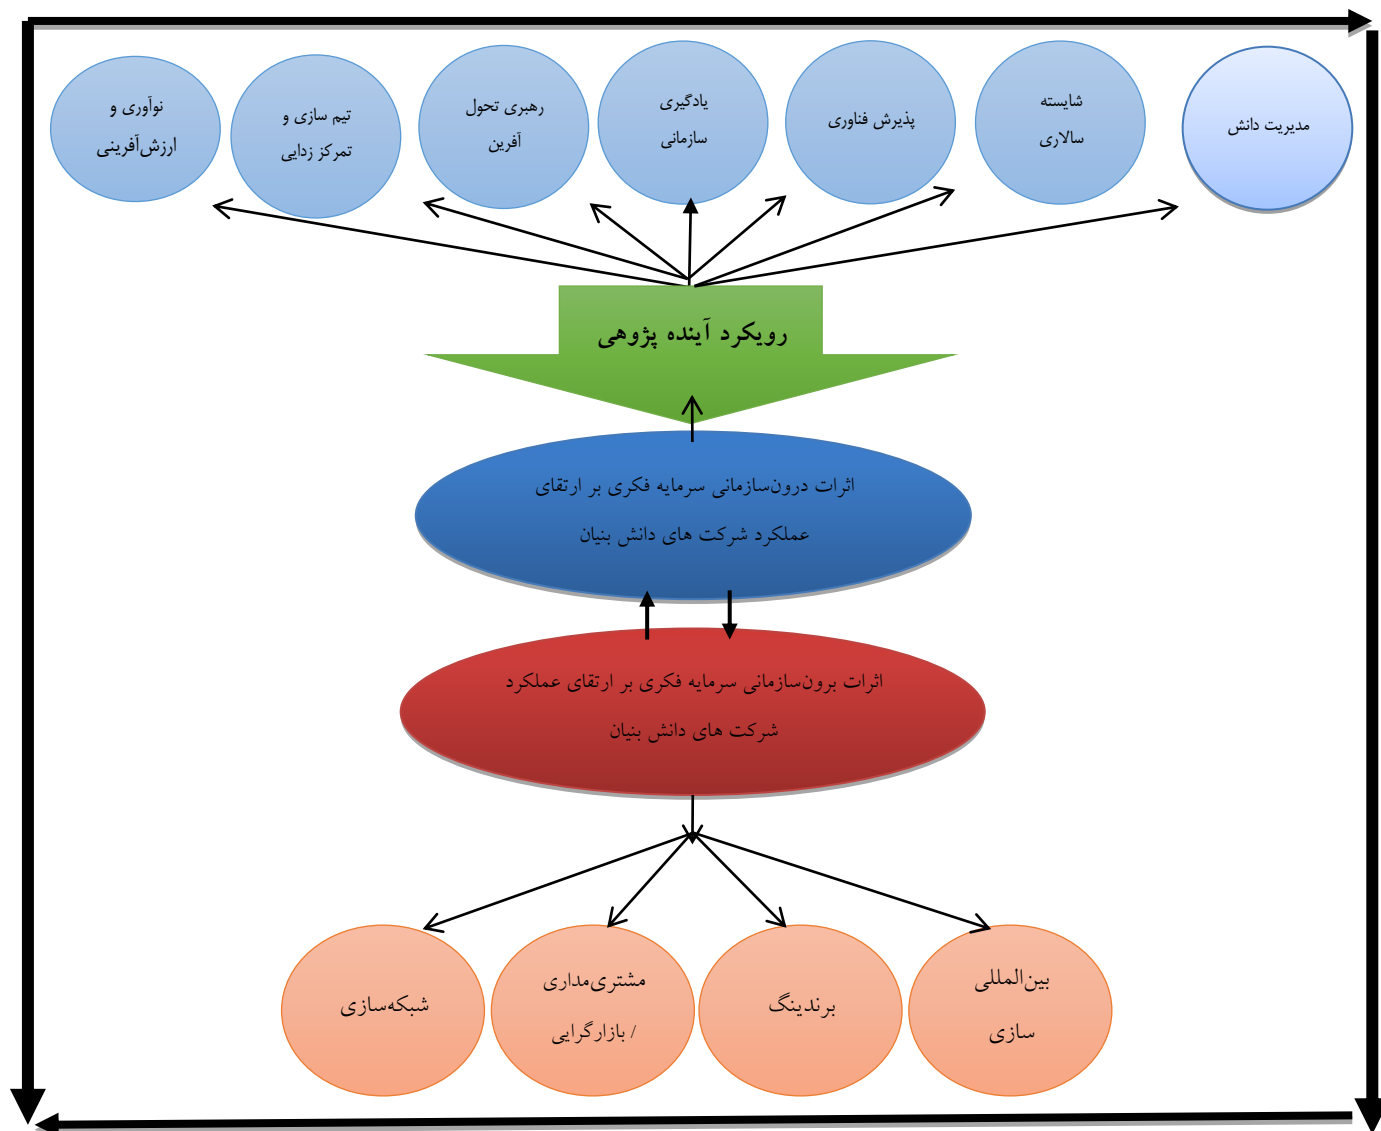 مدیریت دانش
شایسته
سالاری
پذیرش فناوری
یادگیری
سازمانی
رهبری تحول
آفرین
تیم سازی و
تمرکز زدایی
نوآوری و
ارزش‌آفرینی
رویکرد آینده پژوهی
اثرات درون‌سازمانی سرمایه فکری بر ارتقای
عملکرد شرکت های دانش بنیان
اثرات برون‌سازمانی سرمایه فکری بر ارتقای عملکرد
شرکت های دانش بنیان
بین‌المللی
سازی
برندینگ
مشتری‌مداری
/ بازارگرایی
شبکه‌سازی